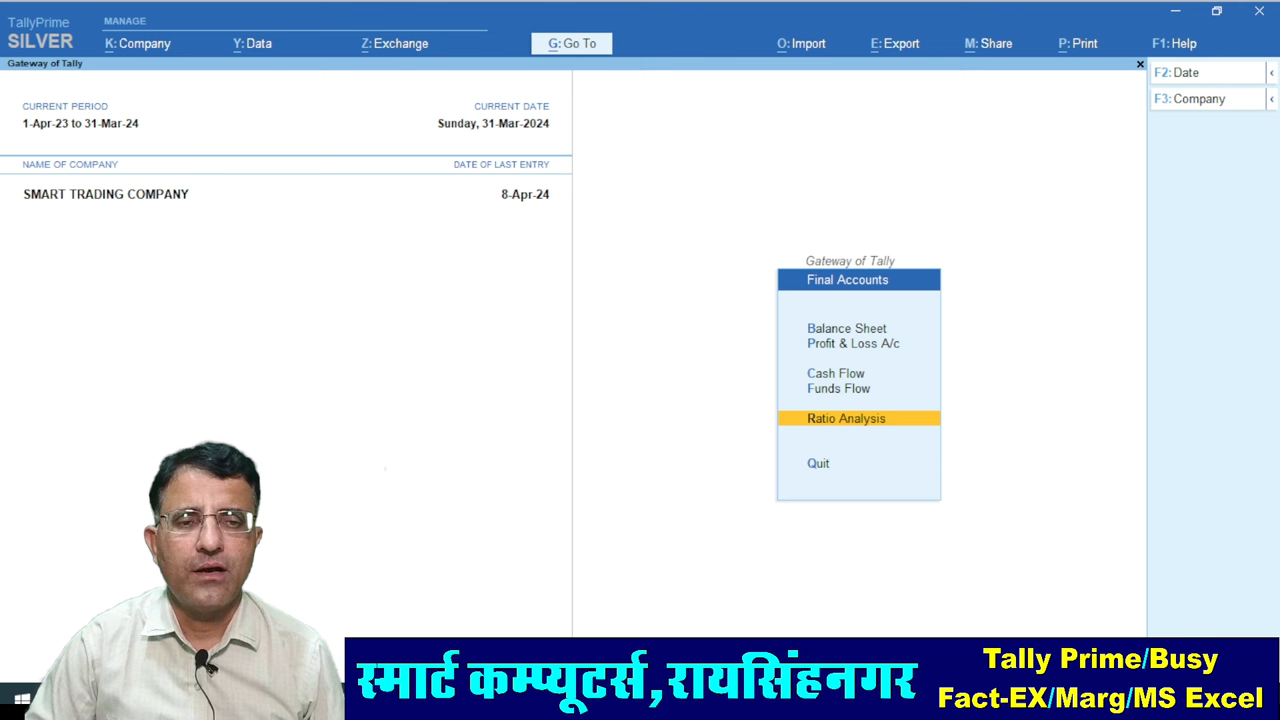 TallyPrime
SILVER
MANAGE
K: Company
Y: Data
Z: Exchange
G: Go To
O: Import
E: Export
M: Share
P: Print
F1: Help
Gateway of Tally
F2: Date
F3: Company
CURRENT PERIOD
CURRENT DATE
1-Apr-23 to 31-Mar-24
Sunday, 31-Mar-2024
NAME OF COMPANY
DATE OF LAST ENTRY
SMART TRADING COMPANY
8-Apr-24
Gateway of Tally
Final Accounts
Balance Sheet
Profit & Loss A/c
Cash Flow
Funds Flow
Ratio Analysis
Quit
स्मार्ट कम्प्यूटर्स,रायसिंहनगर
Tally Prime/Busy
Fact-EX/Marg/MS Excel